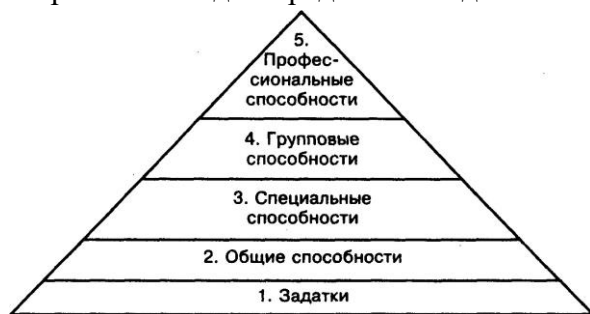 5.
Профес-
сиональные
способности
4. Групповые
способности
3. Специальные
способности
2. Общие способности
1. Задатки